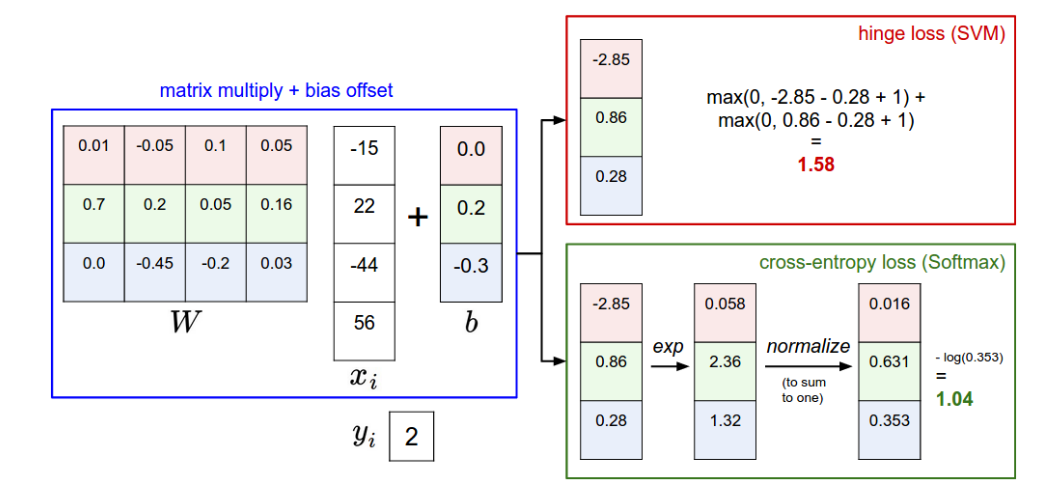 matrix multiply + bias offset
0.01 -0.05 0.1 0.05
0.7 0.2 0.05 0.16
0.0 -0.45 -0.2 0.03
W
-15
22
-44
56
x_i
+
0.0
0.2
-0.3
b
y_i 2
hinge loss (SVM)
-2.85
0.86
0.28
max(0, -2.85 - 0.28 + 1) +
max(0, 0.86 - 0.28 + 1)
=
1.58
cross-entropy loss (Softmax)
-2.85
0.86
0.28
exp
0.058
2.36
1.32
normalize
(to sum
to one)
0.016
0.631
0.353
- log(0.353)
=
1.04